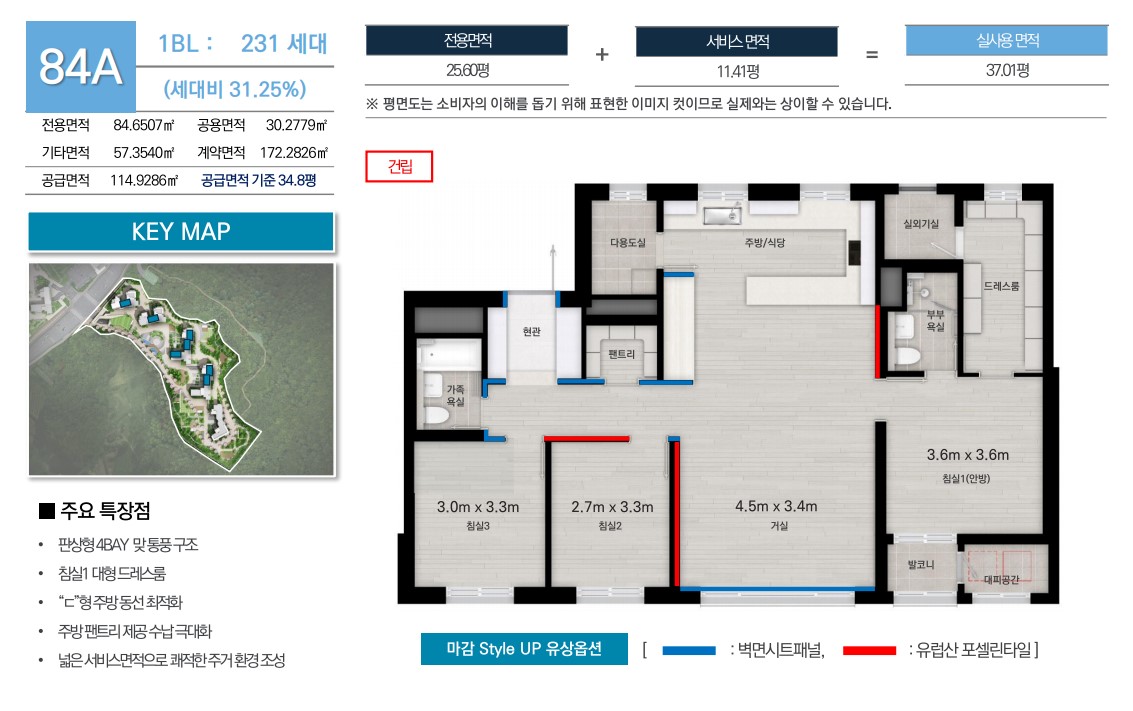 84A
1BL : 231 세대
(세대비 31.25%)
전용면적 84.6507㎡ 공용면적 30.2779㎡
기타면적 57.3540㎡ 계약면적 172.2826㎡
공급면적 114.9286㎡ 공급면적 기준 34.8평
전용면적 + 서비스 면적 = 실사용 면적
25.60평 11.41평 37.01평
※ 평면도는 소비자의 이해를 돕기 위해 표현한 이미지 컷이므로 실제와는 상이할 수 있습니다.
건립
KEY MAP
다용도실
주방/식당
실외기실
드레스룸
현관
팬트리
부부
욕실
가족
욕실
3.0m x 3.3m
침실3
2.7m x 3.3m
침실2
4.5m x 3.4m
거실
3.6m x 3.6m
침실1(안방)
발코니
대피공간
■ 주요 특장점
• 판상형 4BAY 맞통풍 구조
• 침실1 대형 드레스룸
• “ㄷ”형 주방 동선 최적화
• 주방 팬트리 제공 수납 극대화
• 넓은 서비스면적으로 쾌적한 주거 환경 조성
마감 Style UP 유상옵션 [ : 벽면시트패널, : 유럽산 포셀린타일 ]